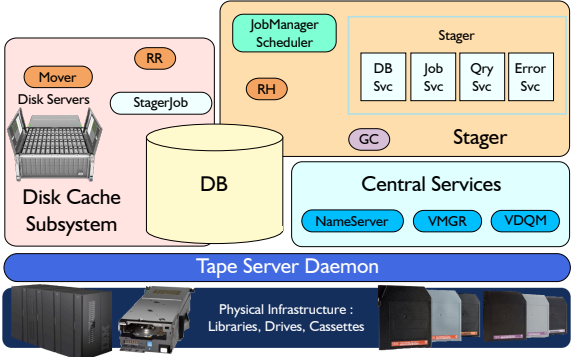 JobManager
Scheduler
Stager
DB
Svc
Job
Svc
Qry
Svc
Error
Svc
RR
Mover
RH
Disk Servers
StagerJob
GC
Stager
DB
Disk Cache
Subsystem
Central Services
NameServer
VMGR
VDQM
Tape Server Daemon
Physical Infrastructure :
Libraries, Drives, Cassettes